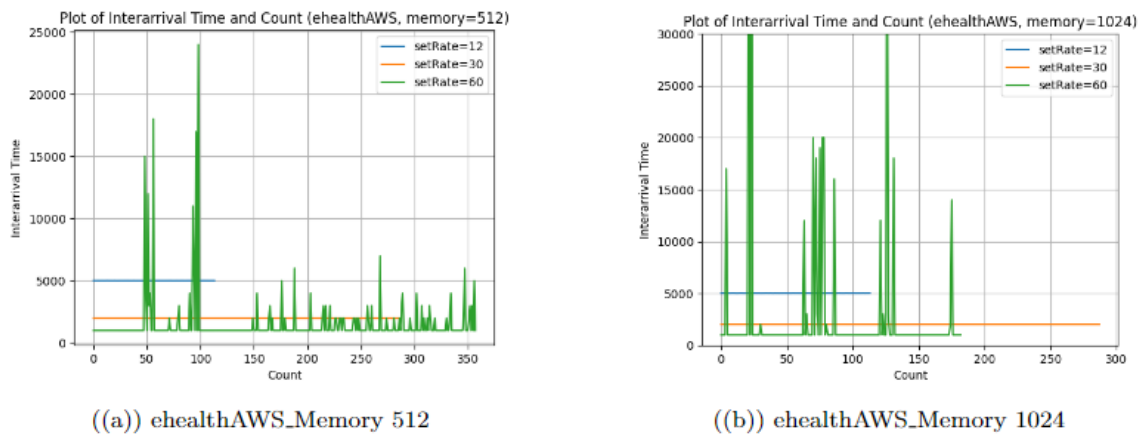 Plot of Interarrival Time and Count (ehealthAWS, memory=512)
25000
20000
15000
10000
5000
0
Interarrival Time
setRate=12
setRate=30
setRate=60
0 50 100 150 200 250 300 350
Count
((a)) ehealthAWS_Memory 512
Plot of Interarrival Time and Count (ehealthAWS, memory=1024)
30000
25000
20000
15000
10000
5000
0
Interarrival Time
setRate=12
setRate=30
setRate=60
0 50 100 150 200 250 300
Count
((b)) ehealthAWS_Memory 1024